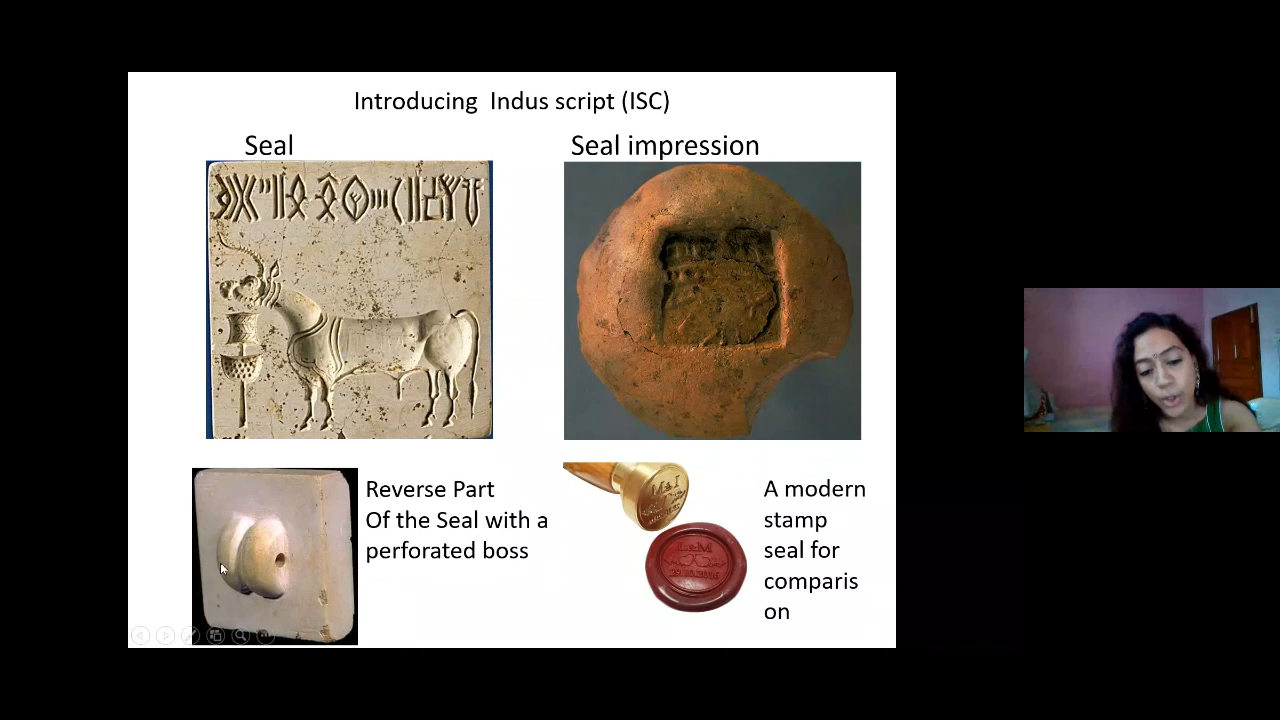 Introducing Indus script (ISC)
Seal
Seal impression
Reverse Part
Of the Seal with a
perforated boss
A modern
stamp
seal for
comparis
on
L&M